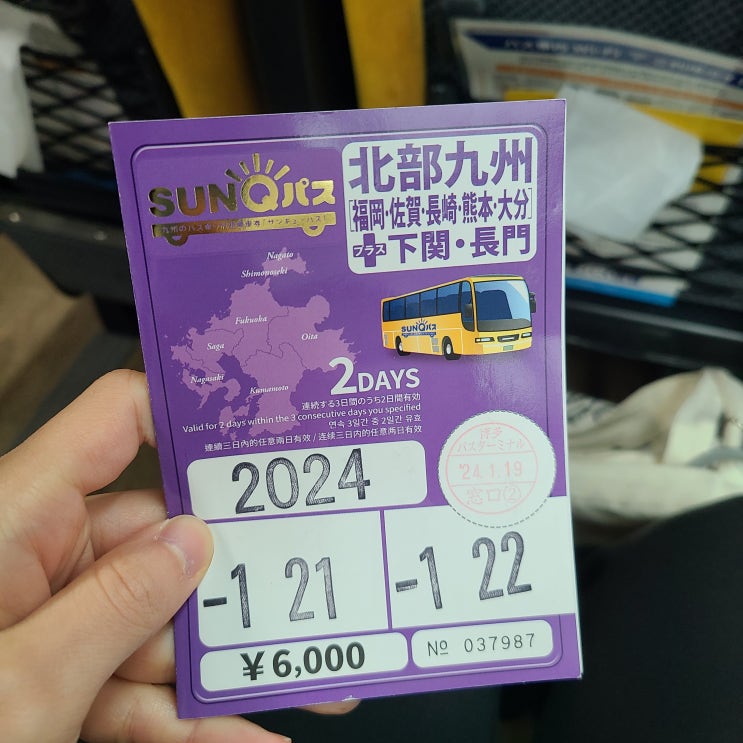 SUNQパス
北部九州
[福岡・佐賀・長崎・熊本・大分]
プラス
+下関・長門
Nagato
Shimonoseki
Fukuoka
Saga
Oita
Nagasaki
Kumamoto
SUNQパス
2DAYS
連続する3日間のうち2日間有効
Valid for 2 days within the 3 consecutive days you specified
연속 3일간 중 2일간 유효
連續三日內的任意兩日有效 / 连续三日内的任意两日有效
2024
バスターミナル
'24.1.19
窓口(2)
-1 21
-1 22
¥6,000
№ 037987